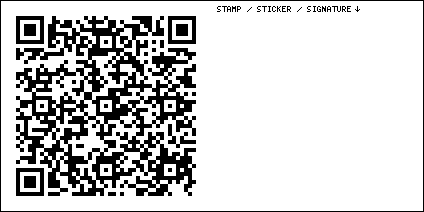 STAMP / STICKER / SIGNATURE ↓